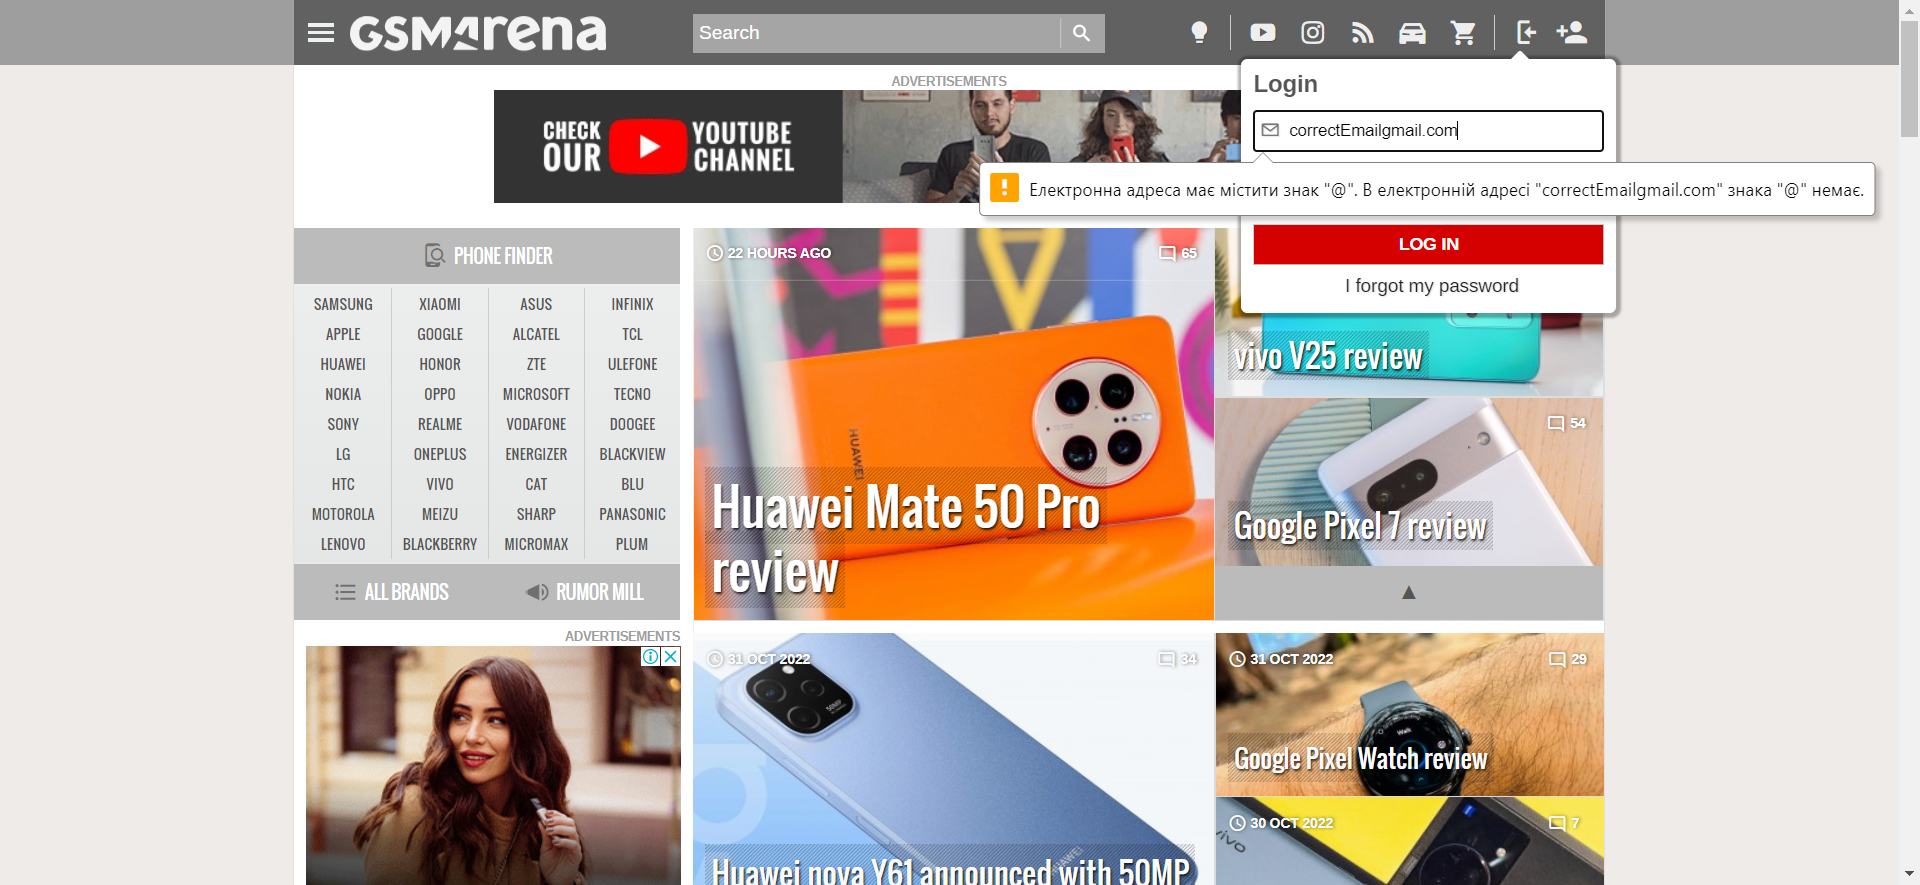 GSMArena
Search
ADVERTISEMENTS
CHECK OUR
YOUTUBE CHANNEL
Login
correctEmailgmail.com
Електронна адреса має містити знак "@". В електронній адресі "correctEmailgmail.com" знака "@" немає.
LOG IN
I forgot my password
PHONE FINDER
SAMSUNG XIAOMI ASUS INFINIX
APPLE GOOGLE ALCATEL TCL
HUAWEI HONOR ZTE ULEFONE
NOKIA OPPO MICROSOFT TECNO
SONY REALME VODAFONE DOOGEE
LG ONEPLUS ENERGIZER BLACKVIEW
HTC VIVO CAT BLU
MOTOROLA MEIZU SHARP PANASONIC
LENOVO BLACKBERRY MICROMAX PLUM
ALL BRANDS RUMOR MILL
ADVERTISEMENTS
22 HOURS AGO 65
HUAWEI
Huawei Mate 50 Pro
review
vivo V25 review
54
Google Pixel 7 review
31 OCT 2022 34
50MP
HUAWEI
Huawei nova Y61 announced with 50MP
31 OCT 2022 29
Walk
Google Pixel Watch review
30 OCT 2022 7
vivo